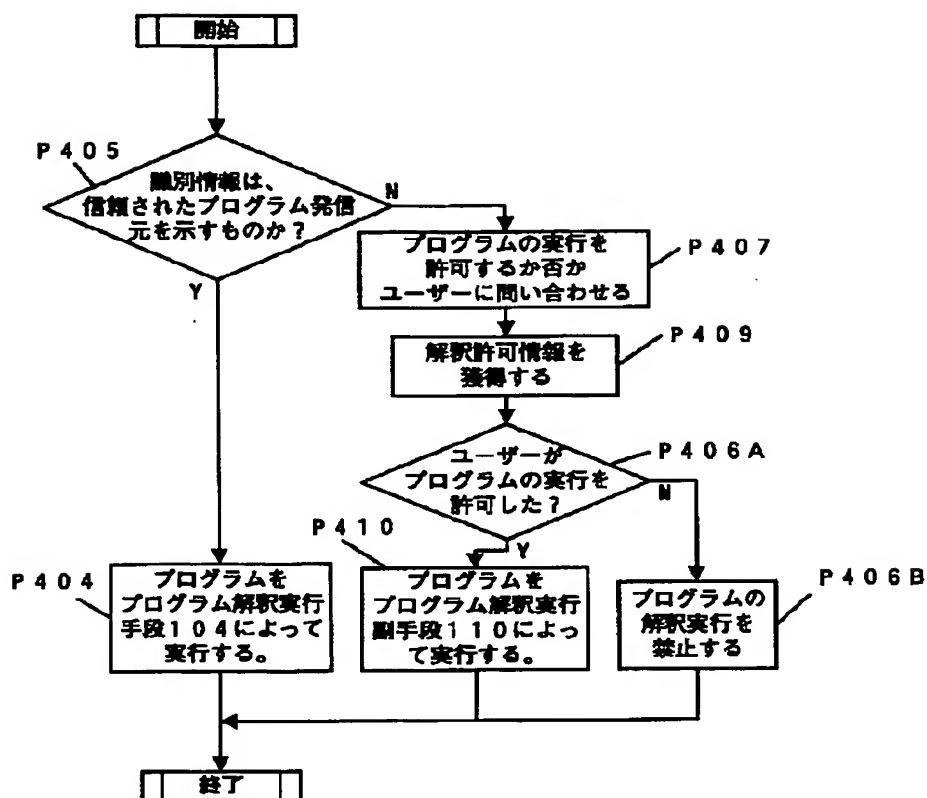 開始
P405
識別情報は、
信頼されたプログラム発信
元を示すものか?
N
Y
プログラムの実行を
許可するか否か
ユーザーに問い合わせる
P407
解釈許可情報を
獲得する
P409
ユーザーが
プログラムの実行を
許可した?
P406A
N
P410
Y
P404
プログラムを
プログラム解釈実行
手段104によって
実行する。
プログラムを
プログラム解釈実行
副手段110によっ
て実行する。
プログラムの
解釈実行を
禁止する
P406B
終了